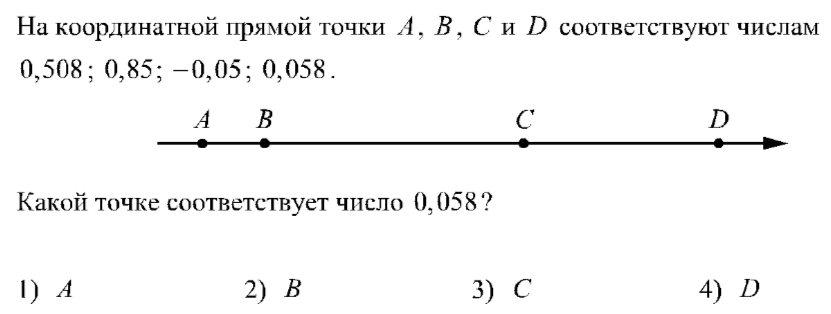 На координатной прямой точки A, B, C и D соответствуют числам
0,508; 0,85; −0,05; 0,058.
A B C D
Какой точке соответствует число 0,058?
1) A 2) B 3) C 4) D